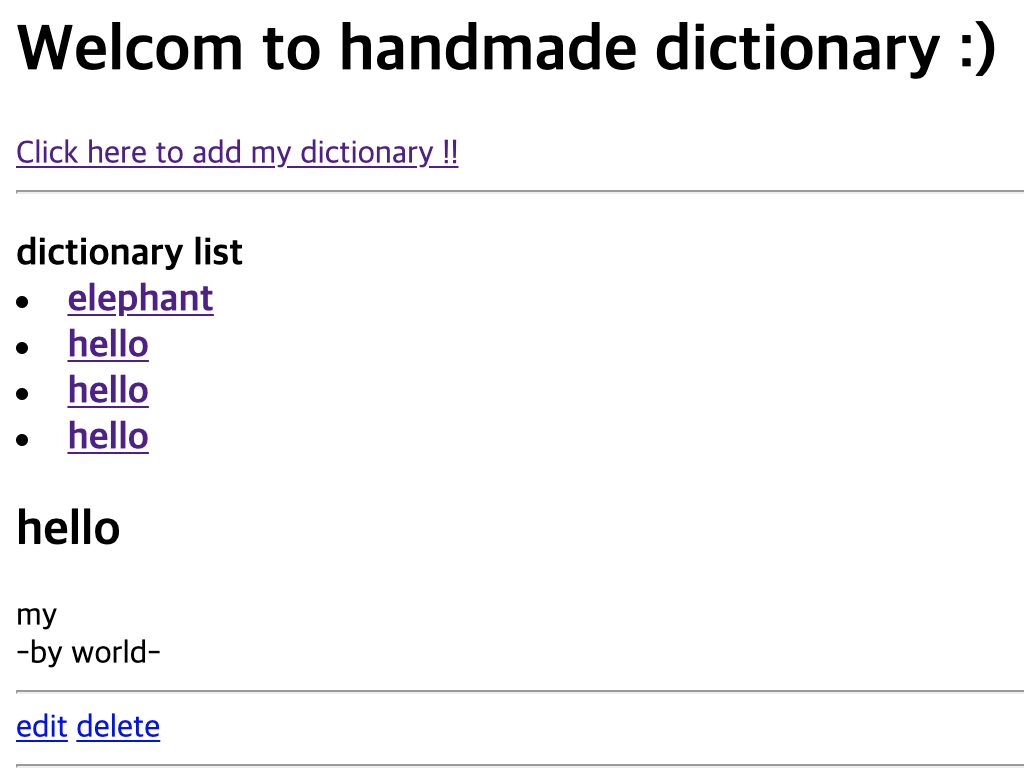 Welcom to handmade dictionary :)
Click here to add my dictionary !!
dictionary list
• elephant
• hello
• hello
• hello
hello
my
-by world-
edit delete